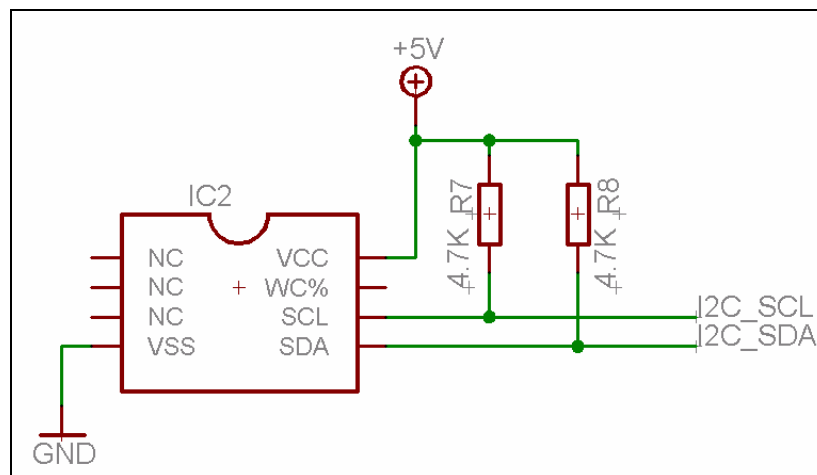 +5V
IC2
NC
NC
NC
VSS
VCC
WC%
SCL
SDA
4.7K R7
4.7K R8
I2C_SCL
I2C_SDA
GND